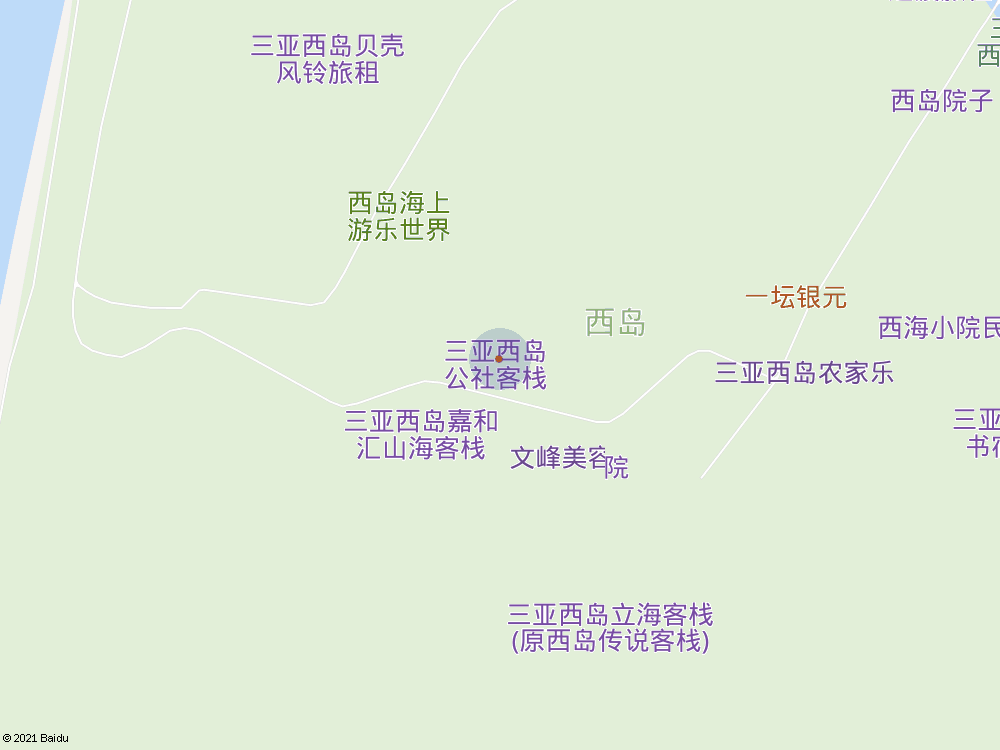 三亚西岛贝壳
风铃旅租
西岛院子
西岛海上
游乐世界
一坛银元
西岛
西海小院民
三亚西岛
公社客栈
三亚西岛农家乐
三亚西岛嘉和
汇山海客栈
三亚
文峰美容院
三亚西岛立海客栈
(原西岛传说客栈)
© 2021 Baidu